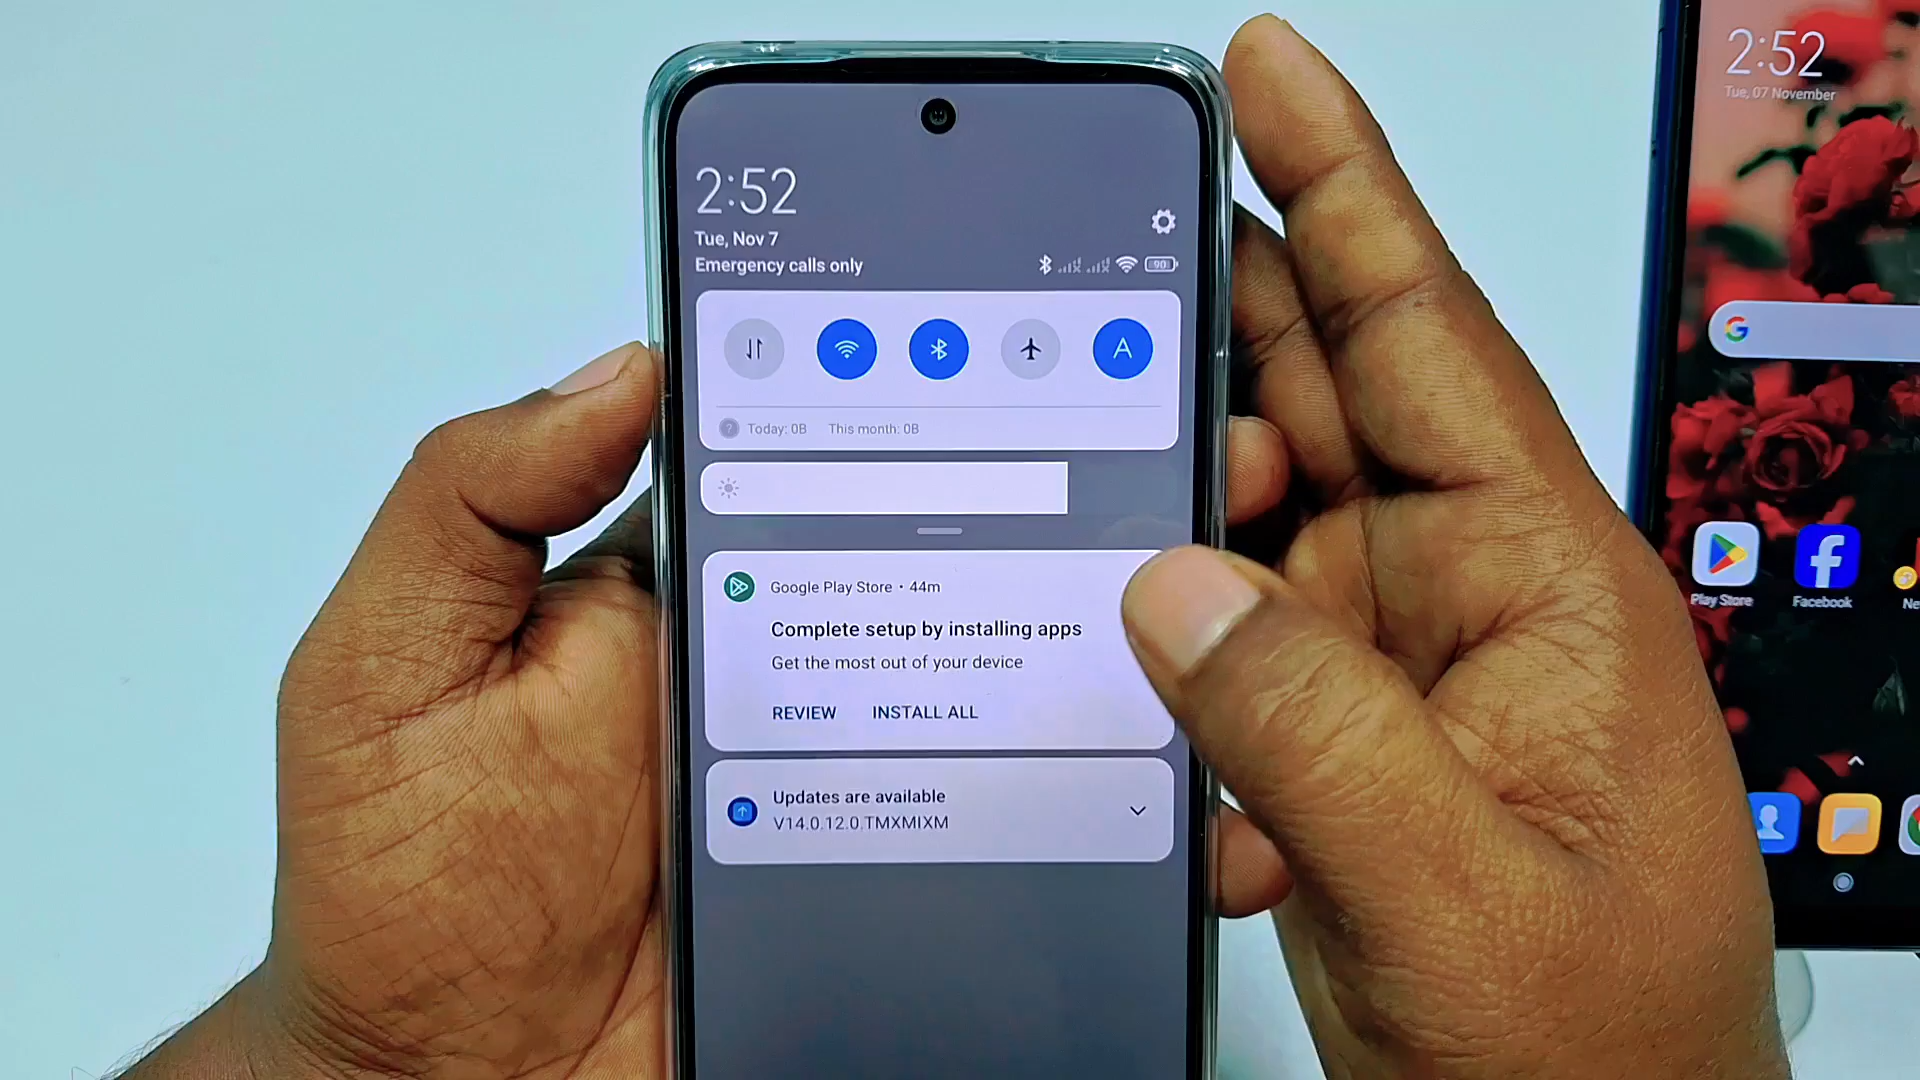 2:52
Tue, Nov 7
Emergency calls only
90
Today: 0B This month: 0B
Google Play Store • 44m
Complete setup by installing apps
Get the most out of your device
REVIEW INSTALL ALL
Updates are available
V14.0.12.0.TMXMIXM
2:52
Tue, 07 November
Play Store
Facebook
Ne